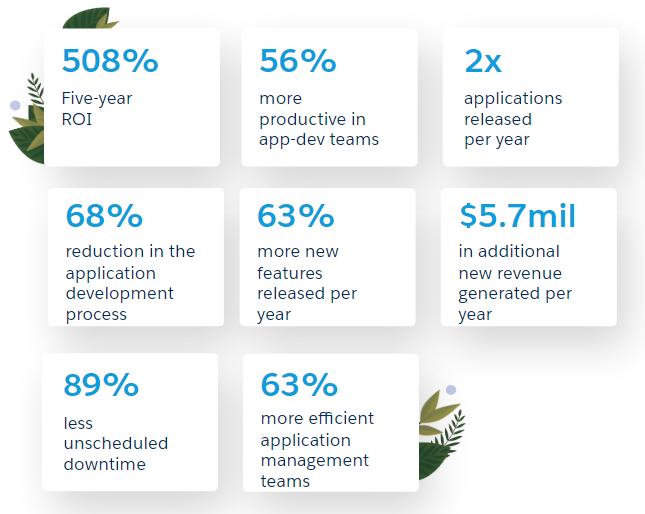 508%
Five-year
ROI
56%
more
productive in
app-dev teams
2x
applications
released
per year
68%
reduction in the
application
development
process
63%
more new
features
released per
year
$5.7mil
in additional
new revenue
generated per
year
89%
less
unscheduled
downtime
63%
more efficient
application
management
teams